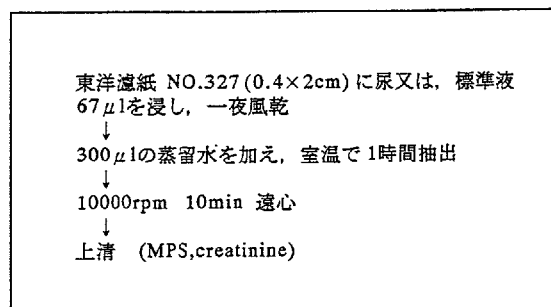 東洋濾紙 NO.327(0.4×2cm)に尿又は，標準液
67μlを浸し，一夜風乾
↓
300μlの蒸留水を加え，室温で1時間抽出
↓
10000rpm 10min 遠心
↓
上清 (MPS,creatinine)